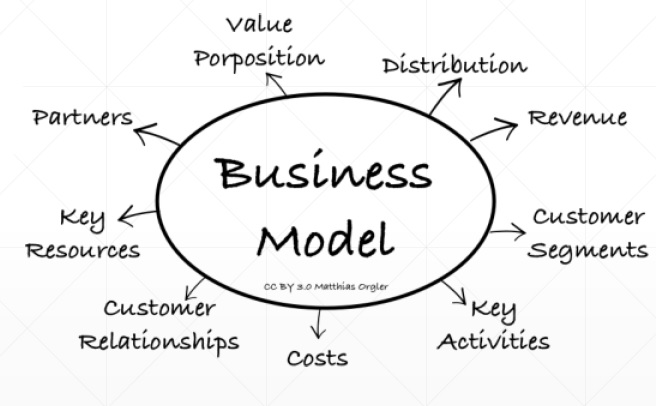 Value
Porposition
Distribution
Partners
Revenue
Business
Model
Key
Resources
Customer
Segments
CC BY 3.0 Matthias Orgler
Customer
Relationships
Key
Activities
Costs